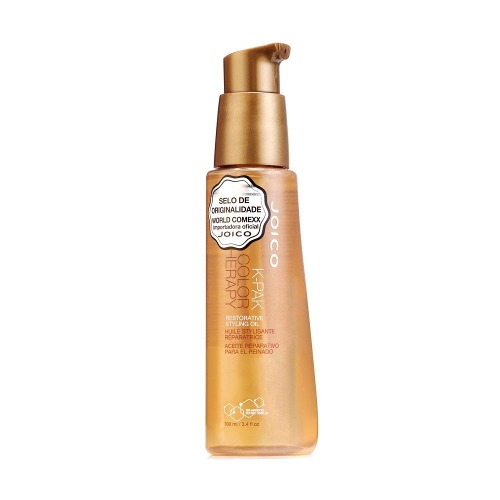 SELO DE
ORIGINALIDADE
WORLD COMEXX
importadora oficial
JOICO
JOICO
K-PAK
COLOR
THERAPY
RESTORATIVE
STYLING OIL
HUILE STYLISANTE
RÉPARATRICE
ACEITE REPARATIVO
PARA EL PEINADO
100 ml / 3.4 fl oz